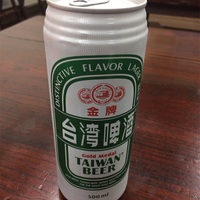 DISTINCTIVE FLAVOR LAGER
金牌
台湾啤酒
Gold Medal
TAIWAN
BEER
500ml